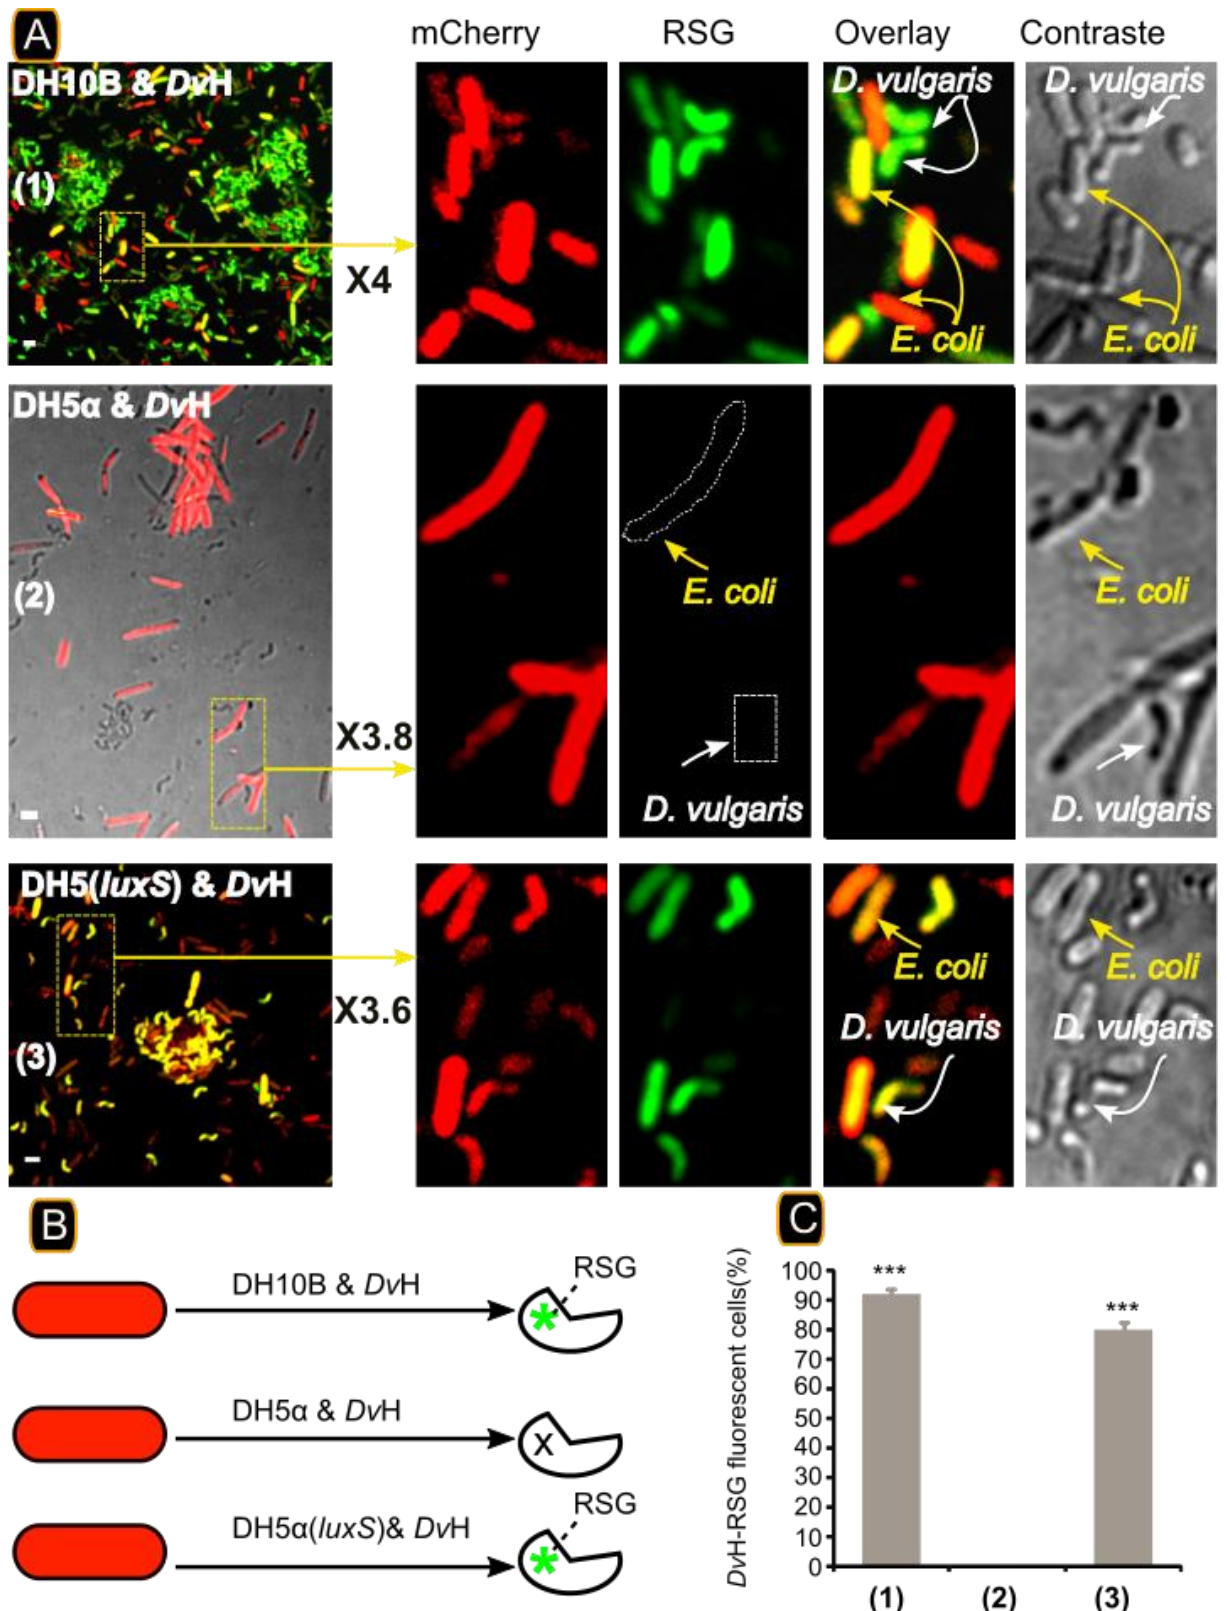 A
mCherry RSG Overlay Contraste
DH10B & DvH
(1)
X4
D. vulgaris
E. coli
D. vulgaris
E. coli
DH5α & DvH
(2)
X3.8
E. coli
D. vulgaris
E. coli
D. vulgaris
DH5(luxS) & DvH
(3)
X3.6
E. coli
D. vulgaris
E. coli
D. vulgaris
B
DH10B & DvH
RSG
DH5α & DvH
X
DH5α(luxS)& DvH
RSG
C
DvH-RSG fluorescent cells(%)
100
90
80
70
60
50
40
30
20
10
0
***
***
(1) (2) (3)